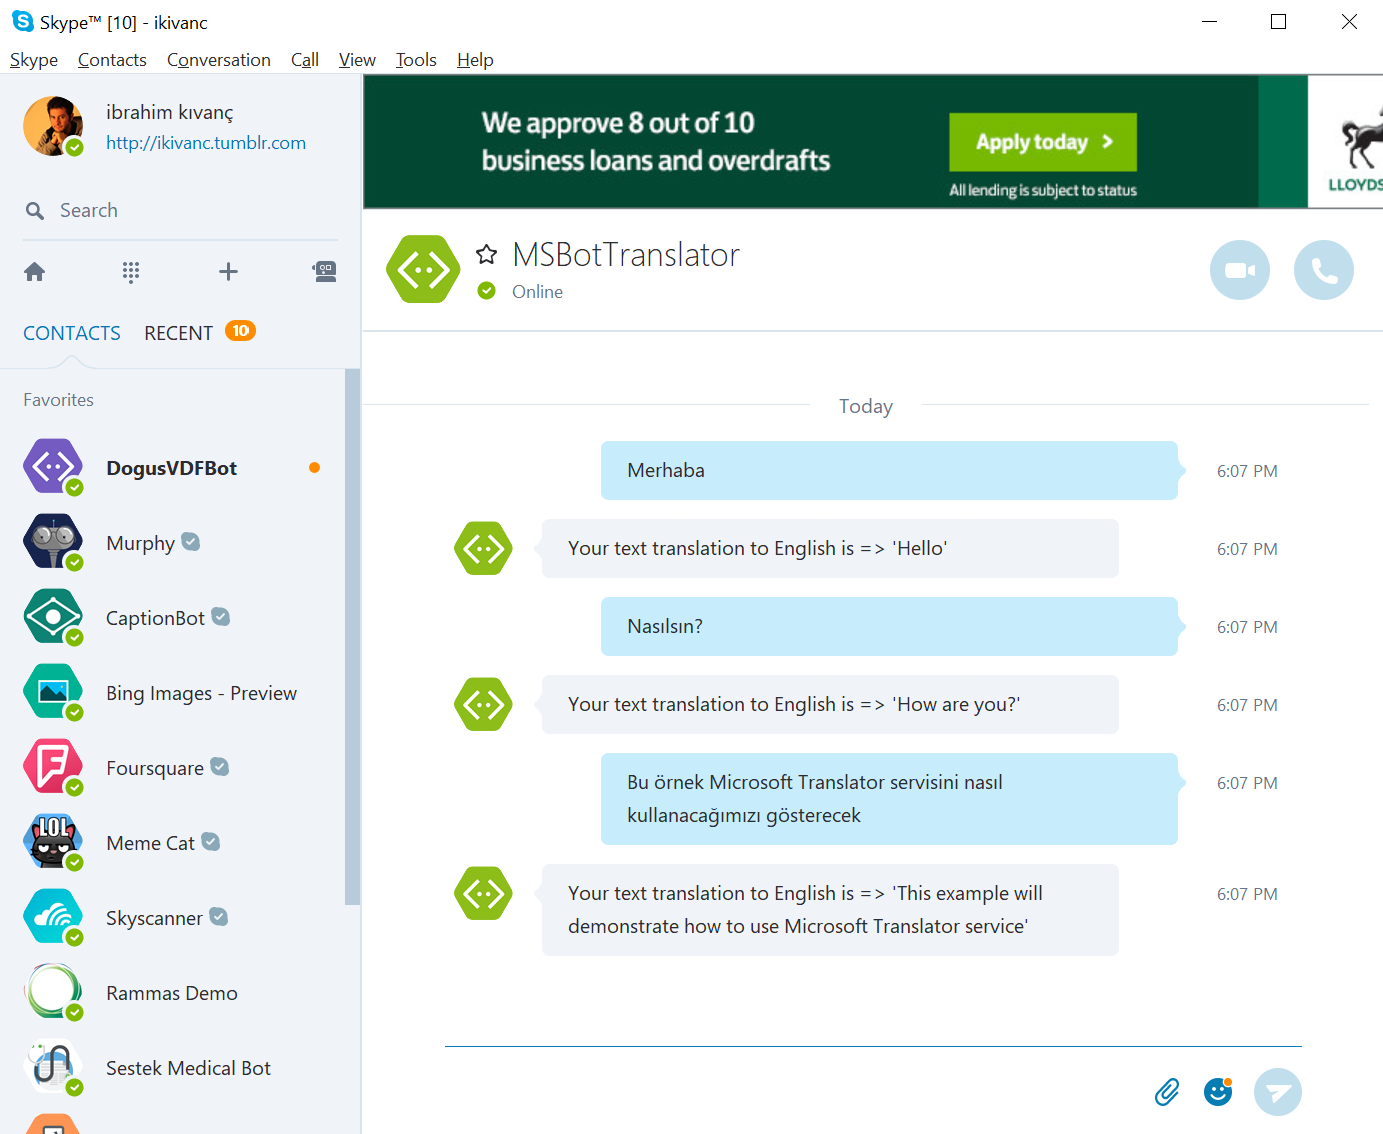 Skype™ [10] - ikivanc
Skype Contacts Conversation Call View Tools Help
ibrahim kıvanç
http://ikivanc.tumblr.com
Search
CONTACTS RECENT 10
Favorites
DogusVDFBot
Murphy
CaptionBot
Bing Images - Preview
Foursquare
LOL
Meme Cat
Skyscanner
Rammas Demo
Sestek Medical Bot
We approve 8 out of 10
business loans and overdrafts
Apply today >
All lending is subject to status
LLOYDS
MSBotTranslator
Online
Today
Merhaba 6:07 PM
Your text translation to English is => 'Hello' 6:07 PM
Nasılsın? 6:07 PM
Your text translation to English is => 'How are you?' 6:07 PM
Bu örnek Microsoft Translator servisini nasıl 6:07 PM
kullanacağımızı gösterecek
Your text translation to English is => 'This example will 6:07 PM
demonstrate how to use Microsoft Translator service'